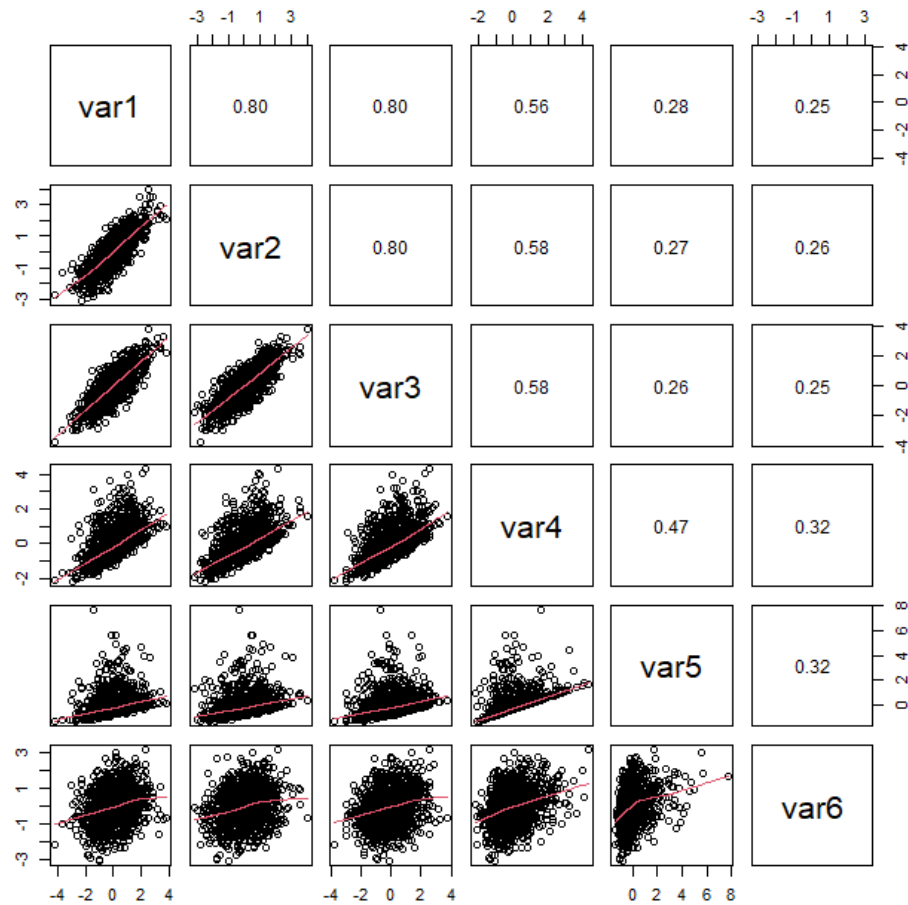 -3 -1 1 3
-2 0 2 4
-3 -1 1 3
var1 0.80 0.80 0.56 0.28 0.25
-4 -2 0 2 4
-3 -1 1 3
var2 0.80 0.58 0.27 0.26
var3 0.58 0.26 0.25
-4 -2 0 2 4
-2 0 2 4
var4 0.47 0.32
var5 0.32
0 2 4 6 8
-3 -1 1 3
var6
-4 -2 0 2 4
-4 -2 0 2 4
0 2 4 6 8